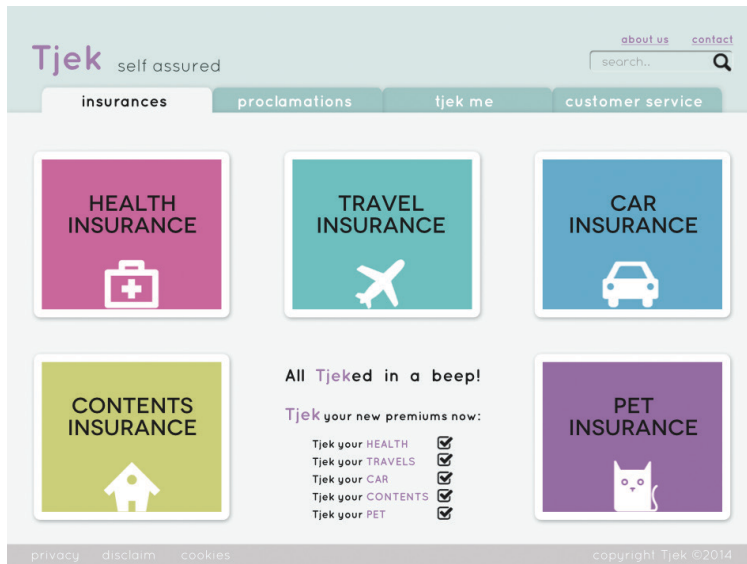 about us contact
Tjek self assured
search..
insurances proclamations tjek me customer service
HEALTH
INSURANCE
TRAVEL
INSURANCE
CAR
INSURANCE
CONTENTS
INSURANCE
All Tjeked in a beep!
Tjek your new premiums now:
Tjek your HEALTH
Tjek your TRAVELS
Tjek your CAR
Tjek your CONTENTS
Tjek your PET
PET
INSURANCE
privacy disclaim cookies copyright Tjek ©2014